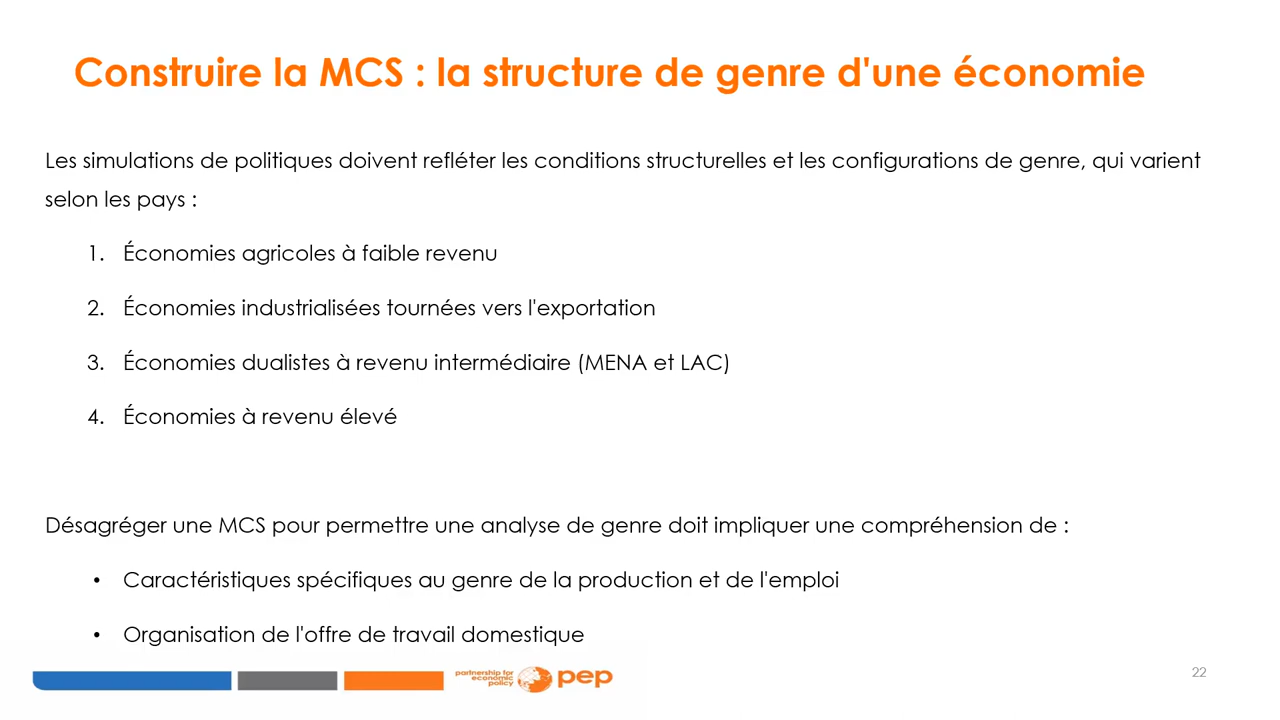 Construire la MCS : la structure de genre d'une économie
Les simulations de politiques doivent refléter les conditions structurelles et les configurations de genre, qui varient
selon les pays :
1. Économies agricoles à faible revenu
2. Économies industrialisées tournées vers l'exportation
3. Économies dualistes à revenu intermédiaire (MENA et LAC)
4. Économies à revenu élevé
Désagréger une MCS pour permettre une analyse de genre doit impliquer une compréhension de :
• Caractéristiques spécifiques au genre de la production et de l'emploi
• Organisation de l'offre de travail domestique
partnership for
economic
policy
pep
22